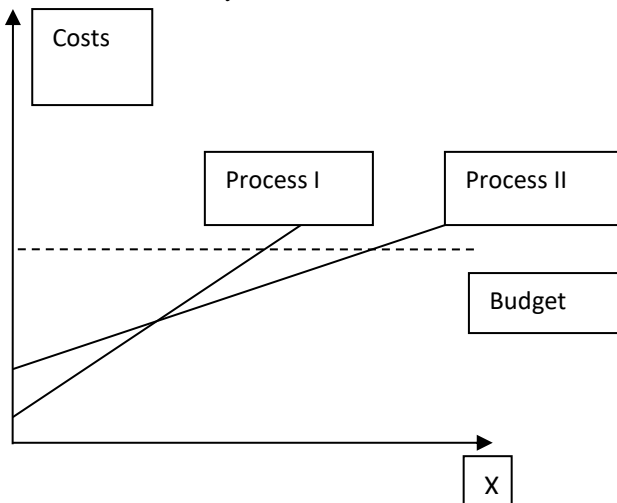 Costs
Process I
Process II
Budget
X